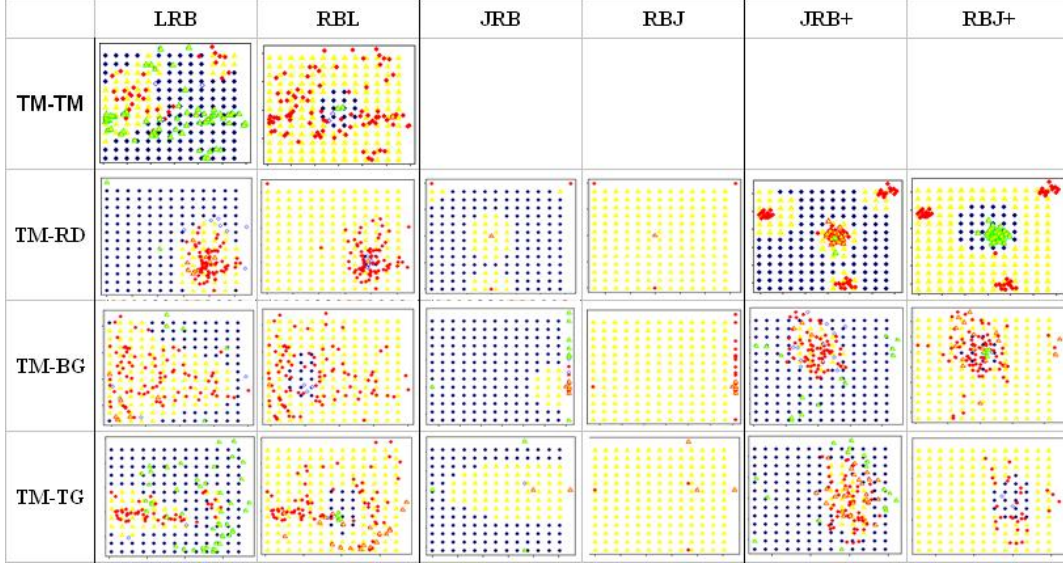 LRB RBL JRB RBJ JRB+ RBJ+
TM-TM
TM-RD
TM-BG
TM-TG